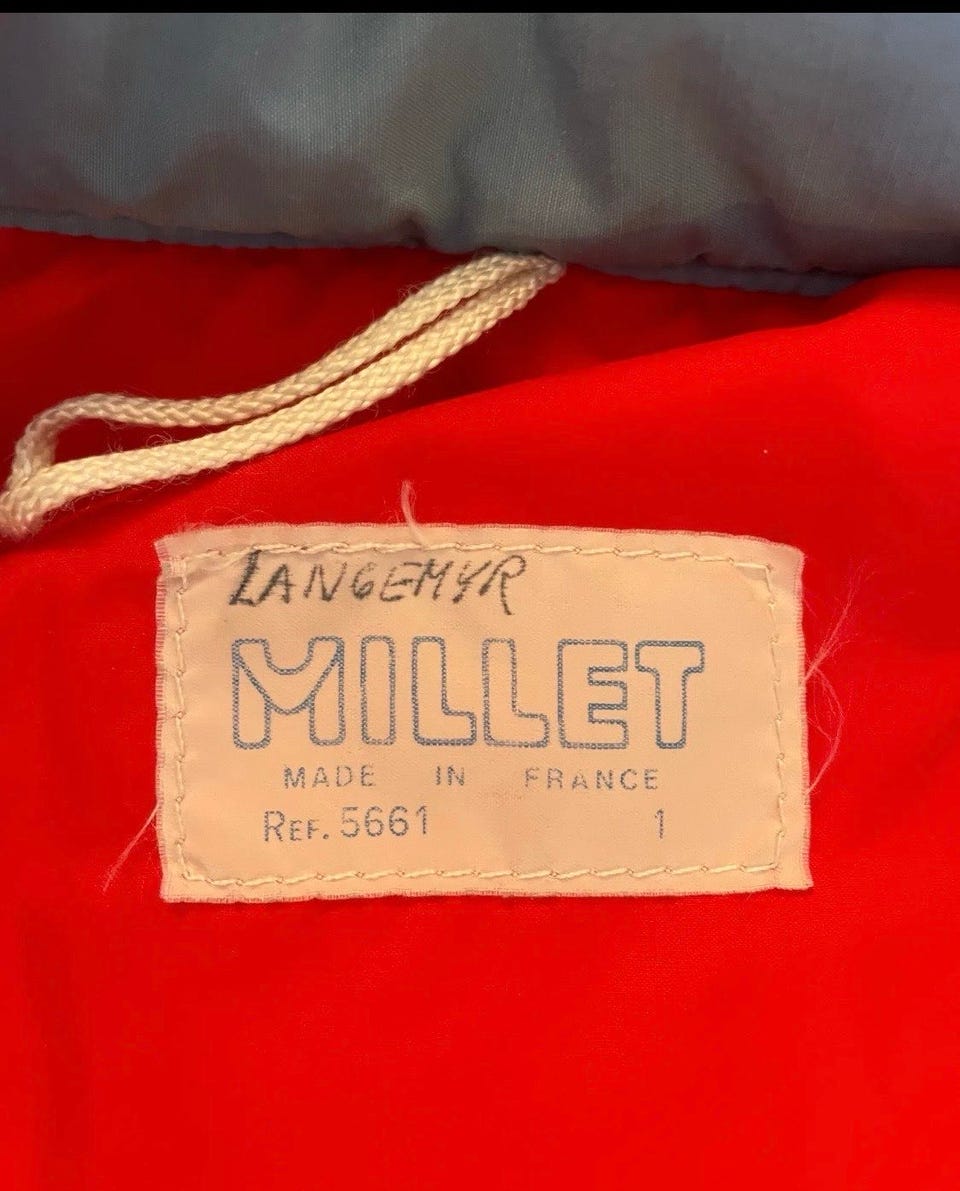 LANGEMYR
MILLET
MADE IN FRANCE
REF. 5661 1